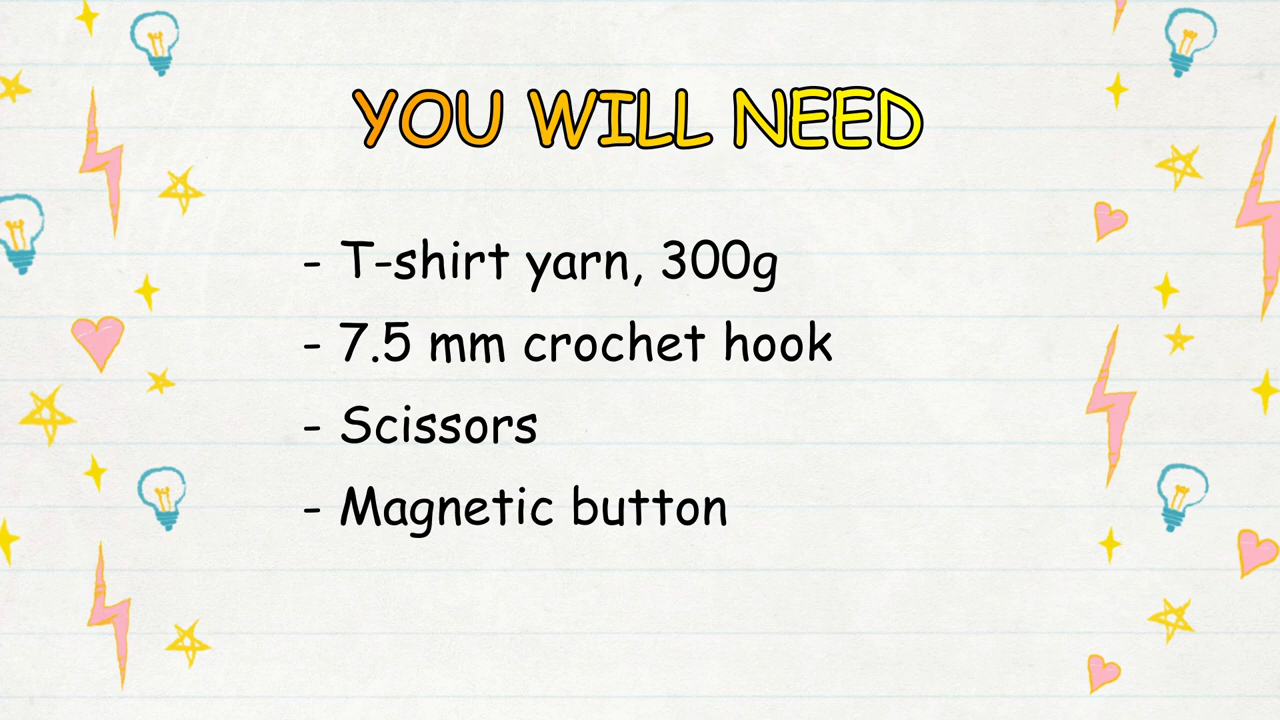 YOU WILL NEED
- T-shirt yarn, 300g
- 7.5 mm crochet hook
- Scissors
- Magnetic button